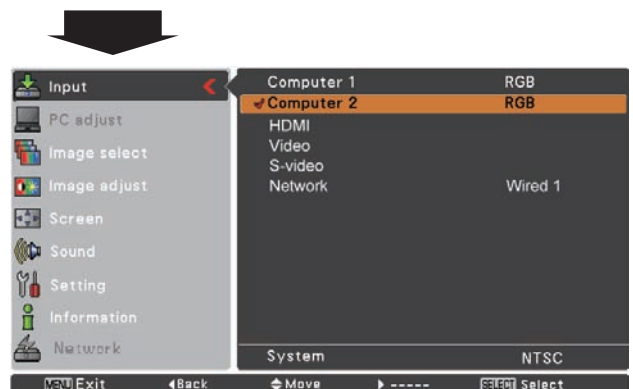 Input
PC adjust
Image select
Image adjust
Screen
Sound
Setting
Information
Network
Computer 1 RGB
Computer 2 RGB
HDMI
Video
S-video
Network Wired 1
System NTSC
MENU Exit ◀Back Move ▶ ----- SELECT Select